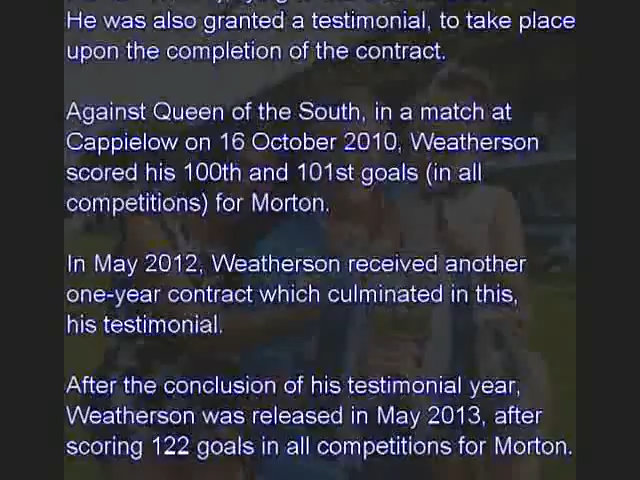 He was also granted a testimonial, to take place
upon the completion of the contract.
Against Queen of the South, in a match at
Cappielow on 16 October 2010, Weatherson
scored his 100th and 101st goals (in all
competitions) for Morton.
In May 2012, Weatherson received another
one-year contract which culminated in this,
his testimonial.
After the conclusion of his testimonial year,
Weatherson was released in May 2013, after
scoring 122 goals in all competitions for Morton.